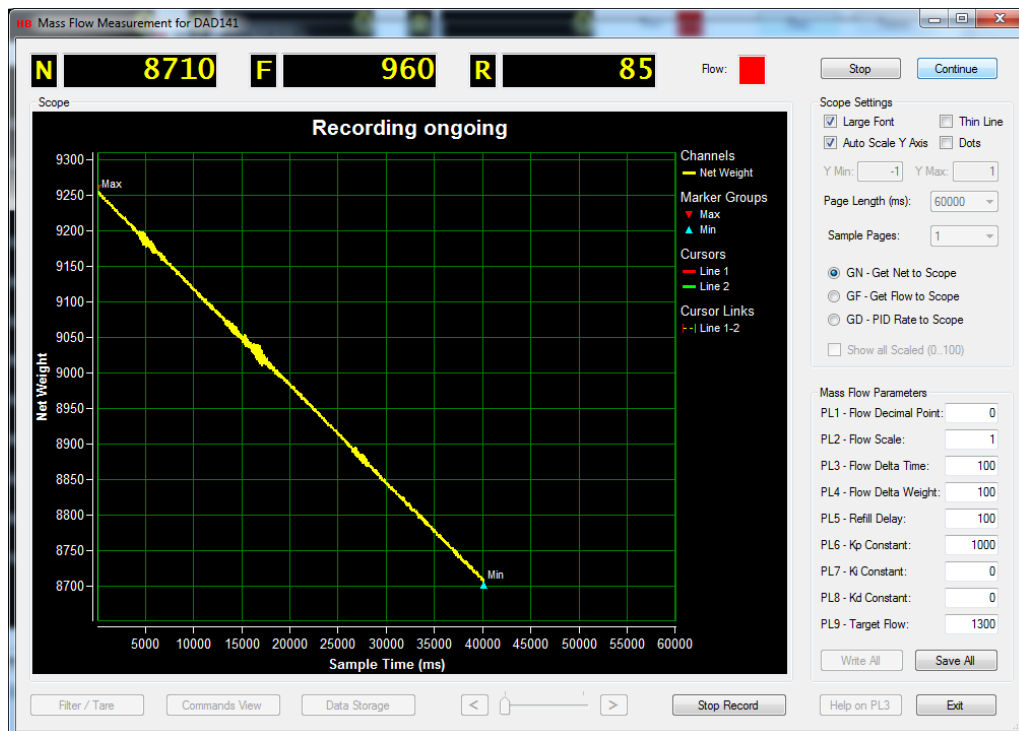 HB Mass Flow Measurement for DAD141
N 8710 F 960 R 85 Flow: Stop Continue
Scope
Recording ongoing
Net Weight
9300
9250
9200
9150
9100
9050
9000
8950
8900
8850
8800
8750
8700
Max
Min
5000 10000 15000 20000 25000 30000 35000 40000 45000 50000 55000 60000
Sample Time (ms)
Channels
Net Weight
Marker Groups
Max
Min
Cursors
Line 1
Line 2
Cursor Links
Line 1-2
Scope Settings
Large Font Thin Line
Auto Scale Y Axis Dots
Y Min: -1 Y Max: 1
Page Length (ms): 60000
Sample Pages: 1
GN - Get Net to Scope
GF - Get Flow to Scope
GD - PID Rate to Scope
Show all Scaled (0..100)
Mass Flow Parameters
PL1 - Flow Decimal Point: 0
PL2 - Flow Scale: 1
PL3 - Flow Delta Time: 100
PL4 - Flow Delta Weight: 100
PL5 - Refill Delay: 100
PL6 - Kp Constant: 1000
PL7 - Ki Constant: 0
PL8 - Kd Constant: 0
PL9 - Target Flow: 1300
Write All Save All
Filter / Tare Commands View Data Storage < > Stop Record Help on PL3 Exit